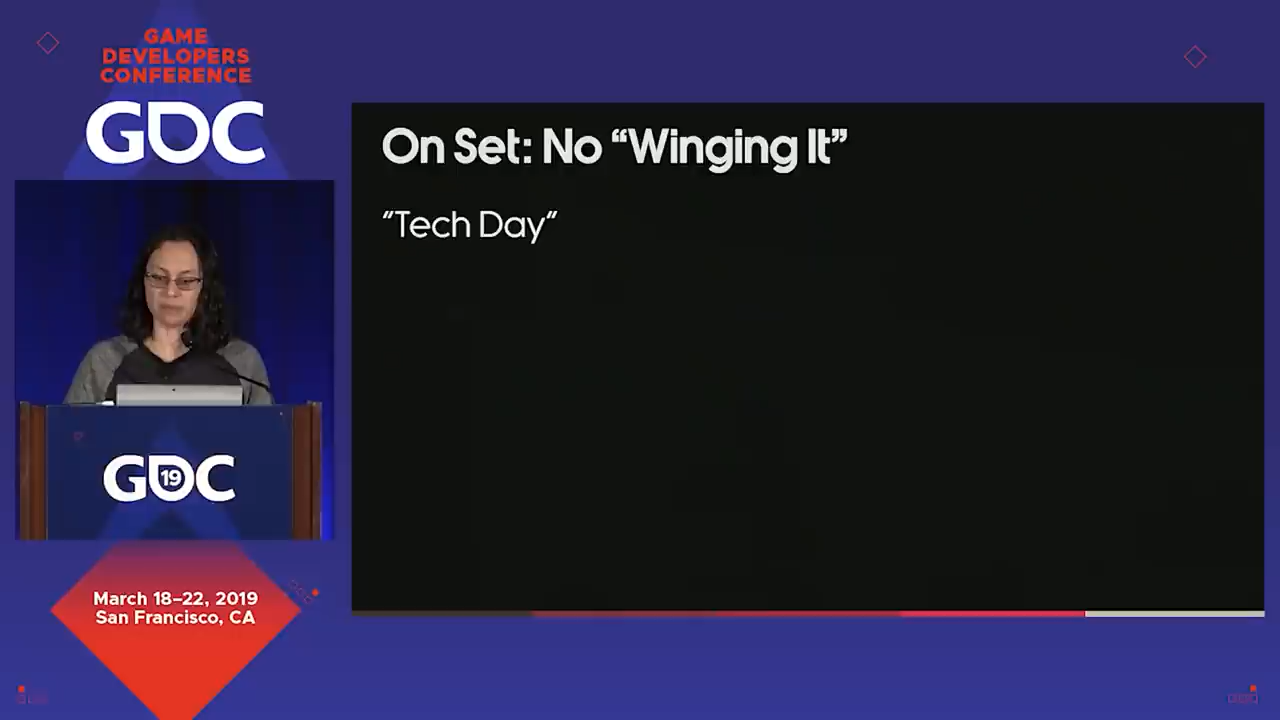 GAME
DEVELOPERS
CONFERENCE
GDC
On Set: No “Winging It”
“Tech Day“
GDC
19
March 18–22, 2019
San Francisco, CA